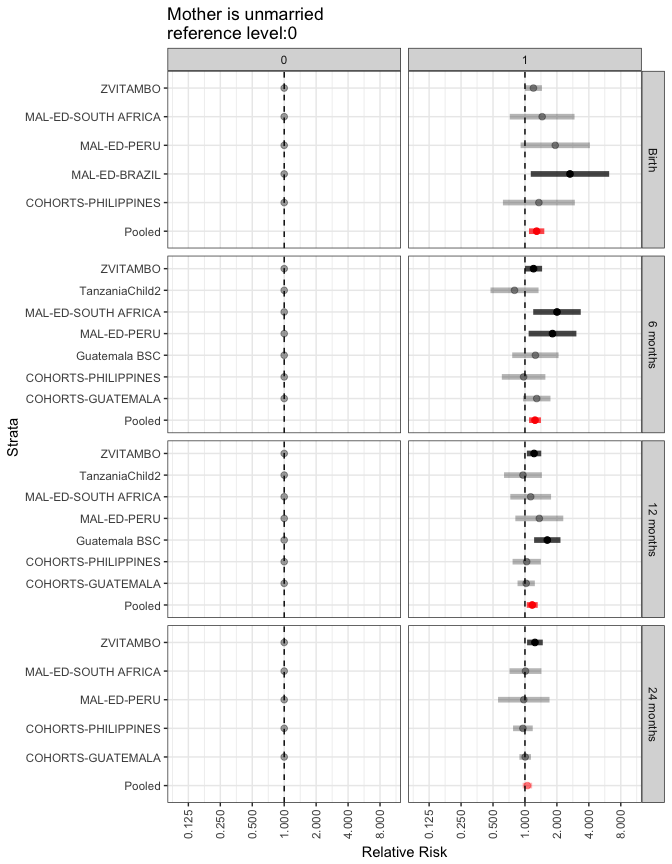 Mother is unmarried
reference level:0
0
1
ZVITAMBO
MAL-ED-SOUTH AFRICA
MAL-ED-PERU
MAL-ED-BRAZIL
COHORTS-PHILIPPINES
Pooled
Birth
ZVITAMBO
TanzaniaChild2
MAL-ED-SOUTH AFRICA
MAL-ED-PERU
Guatemala BSC
COHORTS-PHILIPPINES
COHORTS-GUATEMALA
Pooled
6 months
Strata
ZVITAMBO
TanzaniaChild2
MAL-ED-SOUTH AFRICA
MAL-ED-PERU
Guatemala BSC
COHORTS-PHILIPPINES
COHORTS-GUATEMALA
Pooled
12 months
ZVITAMBO
MAL-ED-SOUTH AFRICA
MAL-ED-PERU
COHORTS-PHILIPPINES
COHORTS-GUATEMALA
Pooled
24 months
0.125 0.250 0.500 1.000 2.000 4.000 8.000
0.125 0.250 0.500 1.000 2.000 4.000 8.000
Relative Risk